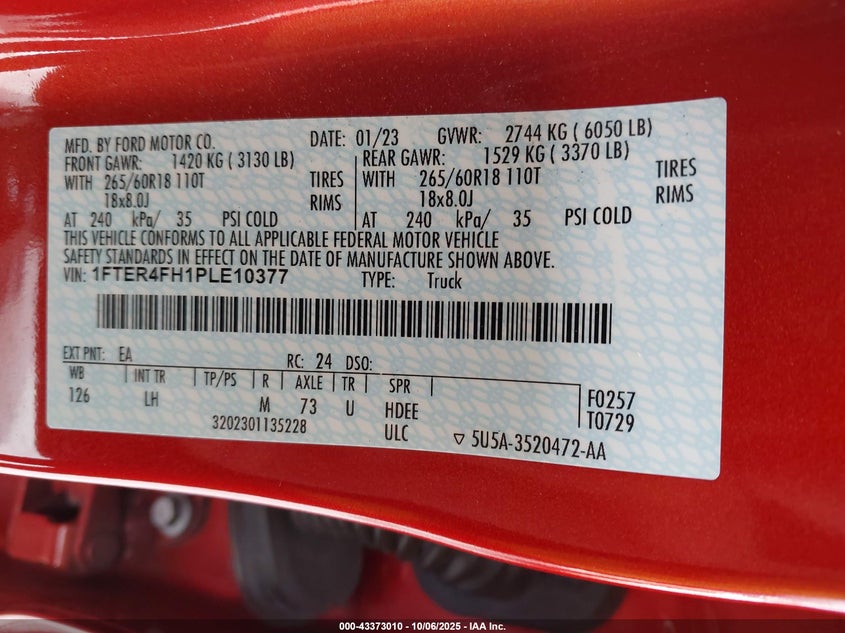 MFD. BY FORD MOTOR CO. DATE: 01/23 GVWR: 2744 KG ( 6050 LB)
FRONT GAWR: 1420 KG ( 3130 LB) REAR GAWR: 1529 KG ( 3370 LB)
WITH 265/60R18 110T TIRES WITH 265/60R18 110T TIRES
18x8.0J RIMS 18x8.0J RIMS
AT 240 kPa/ 35 PSI COLD AT 240 kPa/ 35 PSI COLD
THIS VEHICLE CONFORMS TO ALL APPLICABLE FEDERAL MOTOR VEHICLE
SAFETY STANDARDS IN EFFECT ON THE DATE OF MANUFACTURE SHOWN ABOVE.
VIN: 1FTER4FH1PLE10377 TYPE: Truck
EXT PNT: EA RC: 24 DSO:
WB INT TR TP/PS R AXLE TR SPR
126 LH M 73 U HDEE F0257
3202301135228 ULC T0729
▽ 5U5A-3520472-AA
000-43373010 - 10/06/2025 - IAA Inc.